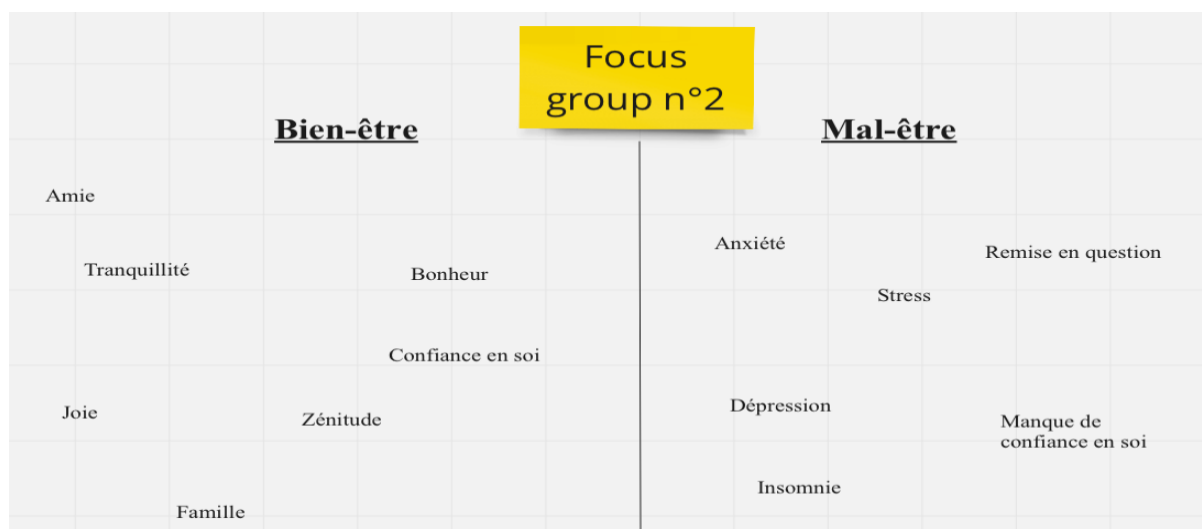 Focus
group n°2
Bien-être
Mal-être
Amie
Tranquillité
Bonheur
Confiance en soi
Joie
Zénitude
Famille
Anxiété
Remise en question
Stress
Dépression
Manque de
confiance en soi
Insomnie